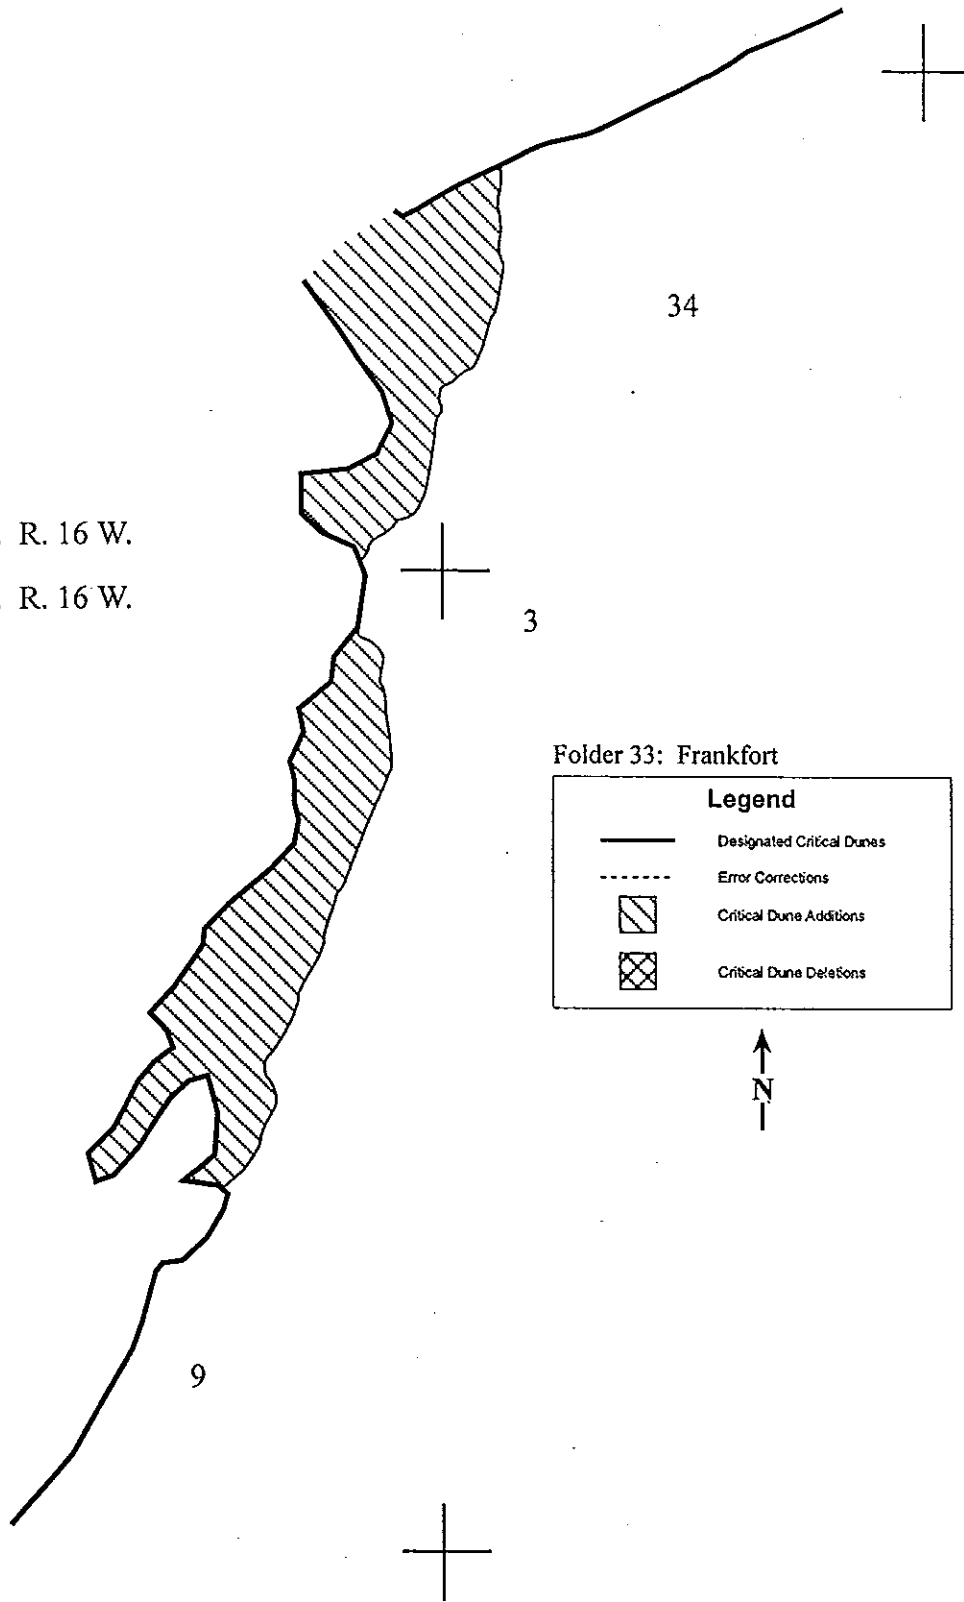 34
. R. 16 W.
. R. 16 W.
3
Folder 33: Frankfort
Legend
Designated Critical Dunes
Error Corrections
Critical Dune Additions
Critical Dune Deletions
N
9